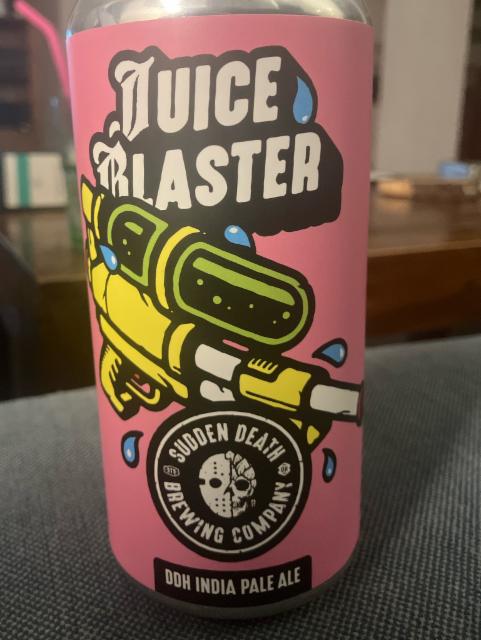 JUICE
BLASTER
SUDDEN DEATH
BREWING COMPANY
DDH INDIA PALE ALE